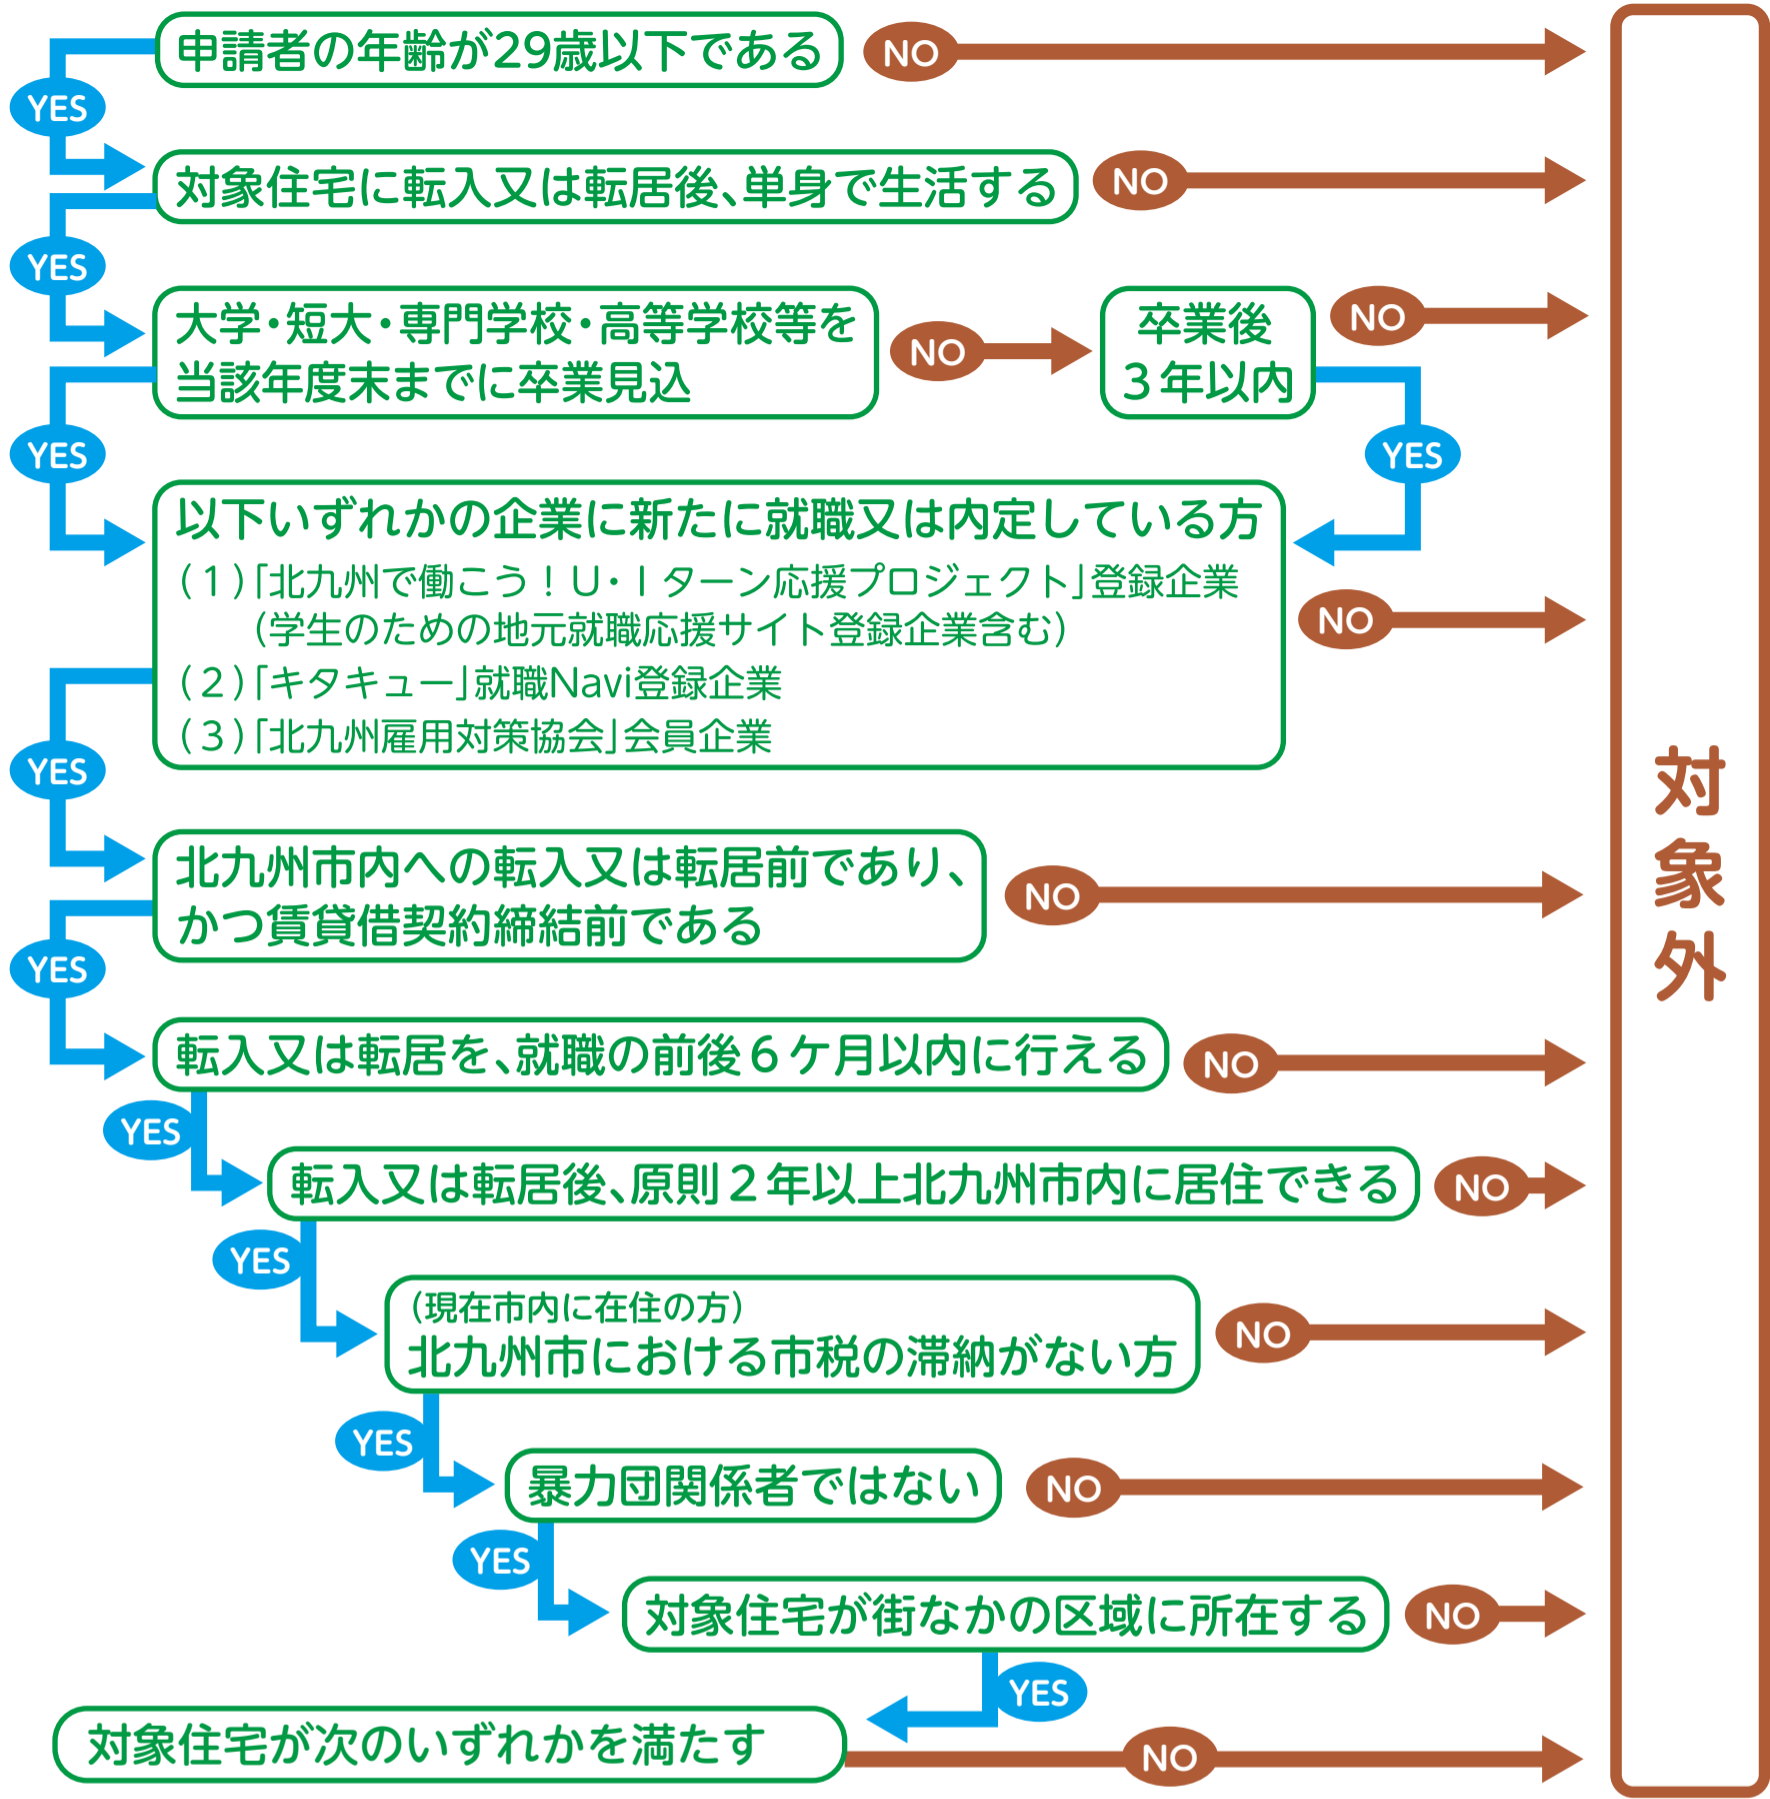 申請者の年齢が29歳以下である
NO
YES
対象住宅に転入又は転居後、単身で生活する
NO
YES
大学・短大・専門学校・高等学校等を
当該年度末までに卒業見込
NO
卒業後
3年以内
NO
YES
YES
以下いずれかの企業に新たに就職又は内定している方
(1)「北九州で働こう!U・Iターン応援プロジェクト」登録企業
(学生のための地元就職応援サイト登録企業含む)
(2)「キタキュー」就職Navi登録企業
(3)「北九州雇用対策協会」会員企業
NO
YES
北九州市内への転入又は転居前であり、
かつ賃貸借契約締結前である
NO
YES
転入又は転居を、就職の前後6ケ月以内に行える
NO
YES
転入又は転居後、原則2年以上北九州市内に居住できる
NO
YES
(現在市内に在住の方)
北九州市における市税の滞納がない方
NO
YES
暴力団関係者ではない
NO
YES
対象住宅が街なかの区域に所在する
NO
YES
対象住宅が次のいずれかを満たす
NO
対象外